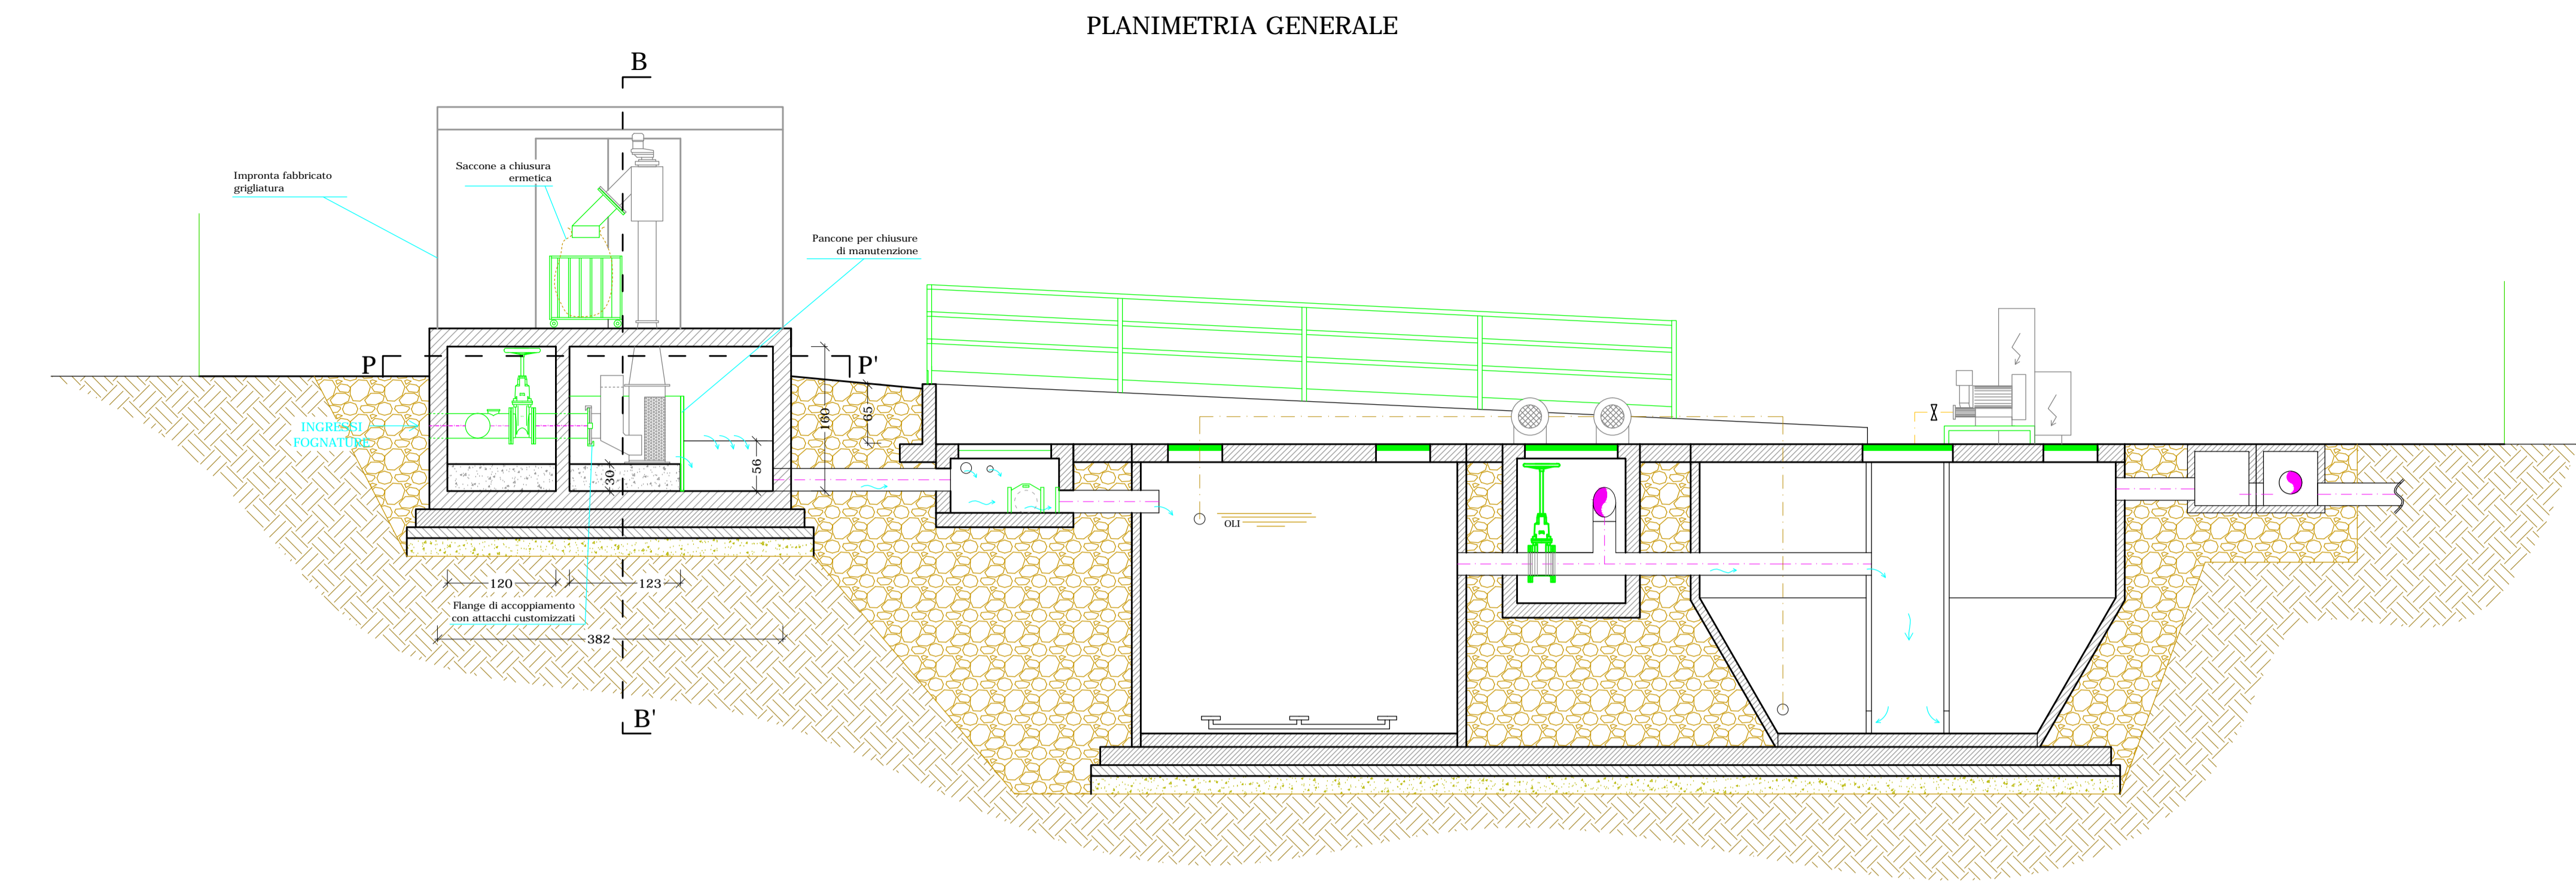 PLANIMETRIA GENERALE
B
Impronta fabbricato
grigliatura
Saccone a chiusura
ermetica
Pancone per chiusure
di manutenzione
P
P'
INGRESSI
FOGNATURE
160
65
56
30
OLI
120
123
Flange di accoppiamento
con attacchi customizzati
382
B'